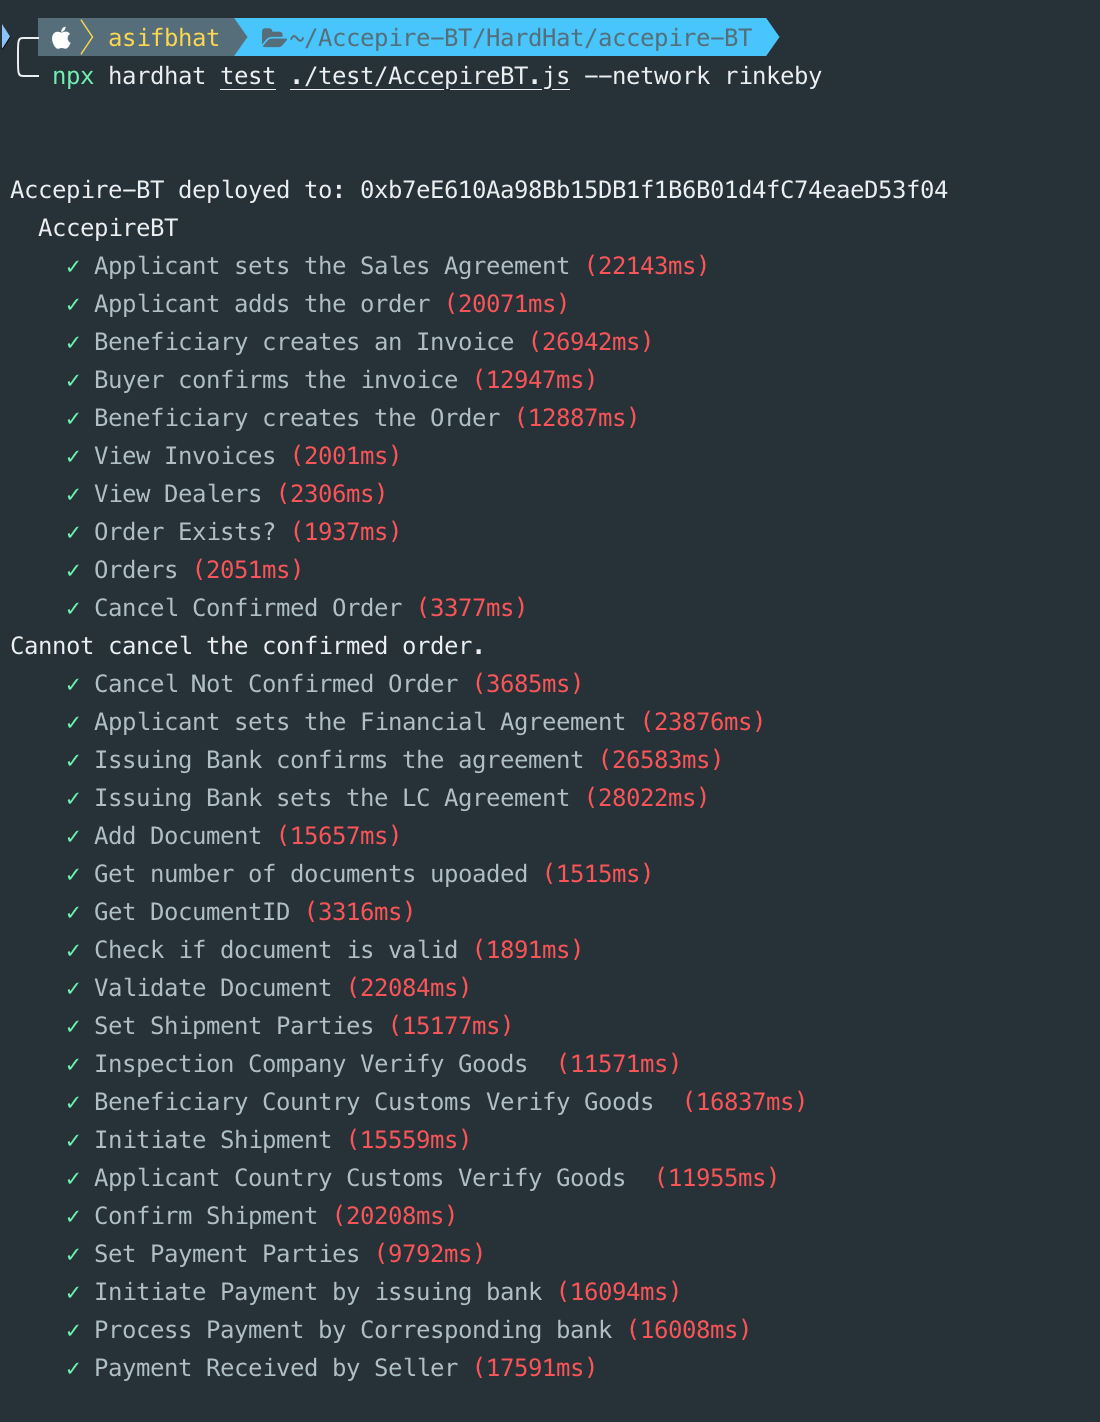 asifbhat ~/Accepire-BT/HardHat/accepire-BT
npx hardhat test ./test/AccepireBT.js --network rinkeby
Accepire-BT deployed to: 0xb7eE610Aa98Bb15DB1f1B6B01d4fC74eaeD53f04
AccepireBT
✓ Applicant sets the Sales Agreement (22143ms)
✓ Applicant adds the order (20071ms)
✓ Beneficiary creates an Invoice (26942ms)
✓ Buyer confirms the invoice (12947ms)
✓ Beneficiary creates the Order (12887ms)
✓ View Invoices (2001ms)
✓ View Dealers (2306ms)
✓ Order Exists? (1937ms)
✓ Orders (2051ms)
✓ Cancel Confirmed Order (3377ms)
Cannot cancel the confirmed order.
✓ Cancel Not Confirmed Order (3685ms)
✓ Applicant sets the Financial Agreement (23876ms)
✓ Issuing Bank confirms the agreement (26583ms)
✓ Issuing Bank sets the LC Agreement (28022ms)
✓ Add Document (15657ms)
✓ Get number of documents upoaded (1515ms)
✓ Get DocumentID (3316ms)
✓ Check if document is valid (1891ms)
✓ Validate Document (22084ms)
✓ Set Shipment Parties (15177ms)
✓ Inspection Company Verify Goods  (11571ms)
✓ Beneficiary Country Customs Verify Goods  (16837ms)
✓ Initiate Shipment (15559ms)
✓ Applicant Country Customs Verify Goods  (11955ms)
✓ Confirm Shipment (20208ms)
✓ Set Payment Parties (9792ms)
✓ Initiate Payment by issuing bank (16094ms)
✓ Process Payment by Corresponding bank (16008ms)
✓ Payment Received by Seller (17591ms)